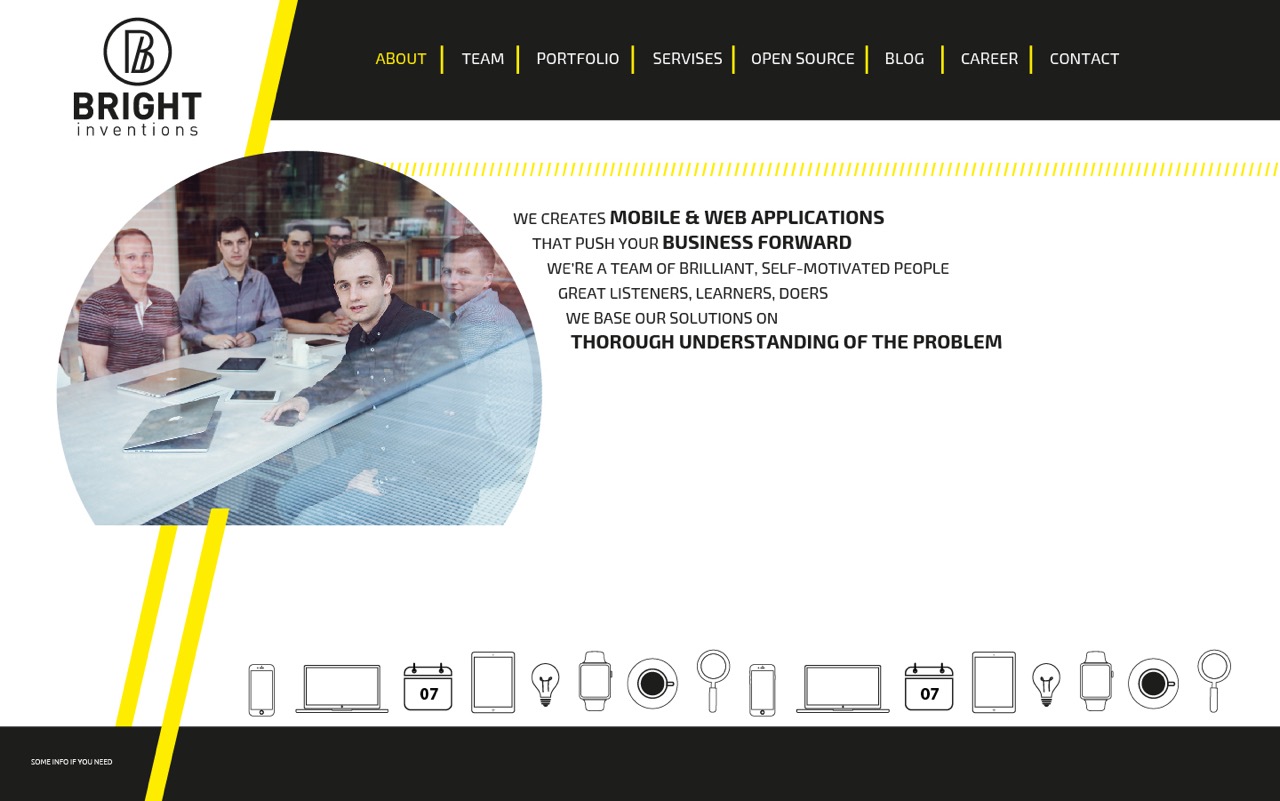 B
BRIGHT
inventions
ABOUT TEAM PORTFOLIO SERVISES OPEN SOURCE BLOG CAREER CONTACT
WE CREATES MOBILE & WEB APPLICATIONS
THAT PUSH YOUR BUSINESS FORWARD
WE'RE A TEAM OF BRILLIANT, SELF-MOTIVATED PEOPLE
GREAT LISTENERS, LEARNERS, DOERS
WE BASE OUR SOLUTIONS ON
THOROUGH UNDERSTANDING OF THE PROBLEM
07 07
SOME INFO IF YOU NEED